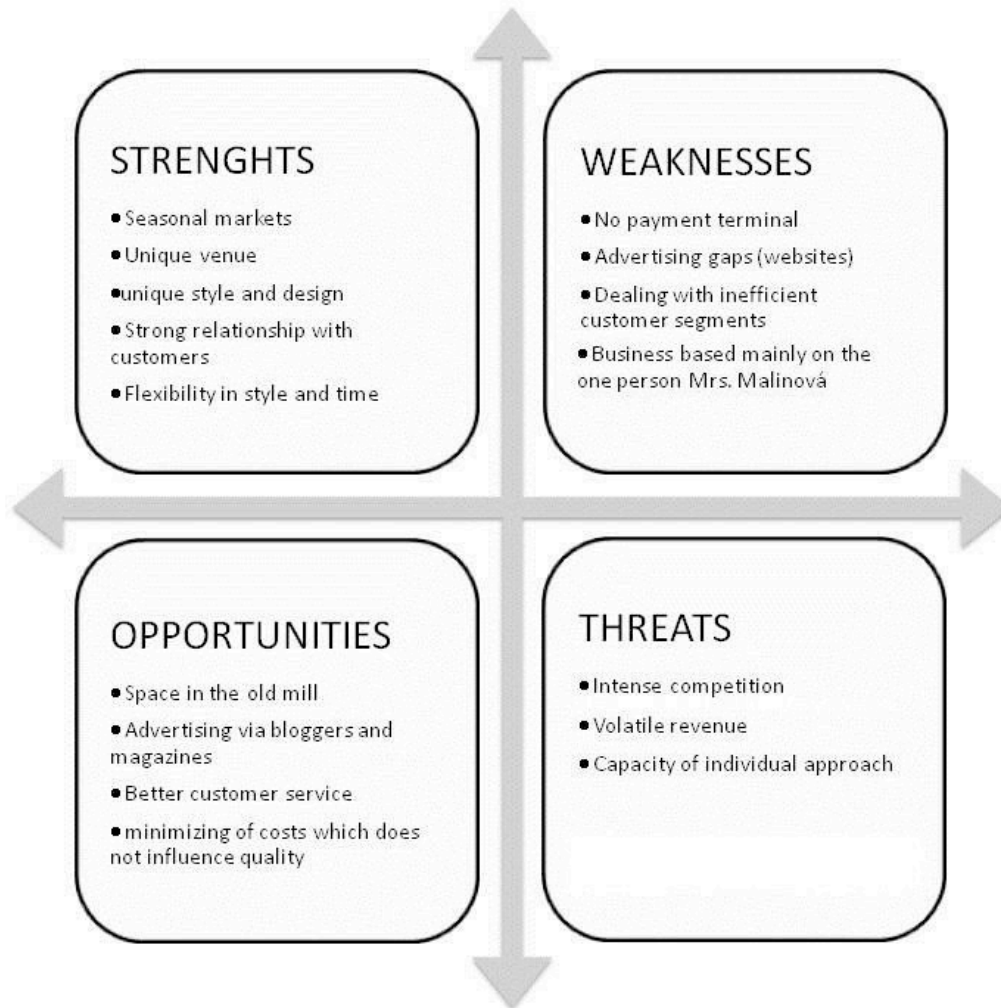 STRENGHTS
● Seasonal markets
● Unique venue
●unique style and design
● Strong relationship with
customers
● Flexibility in style and time
WEAKNESSES
● No payment terminal
● Advertising gaps (websites)
● Dealing with inefficient
customer segments
● Business based mainly on the
one person Mrs. Malinová
OPPORTUNITIES
● Space in the old mill
● Advertising via bloggers and
magazines
● Better customer service
● minimizing of costs which does
not influence quality
THREATS
● Intense competition
● Volatile revenue
● Capacity of individual approach